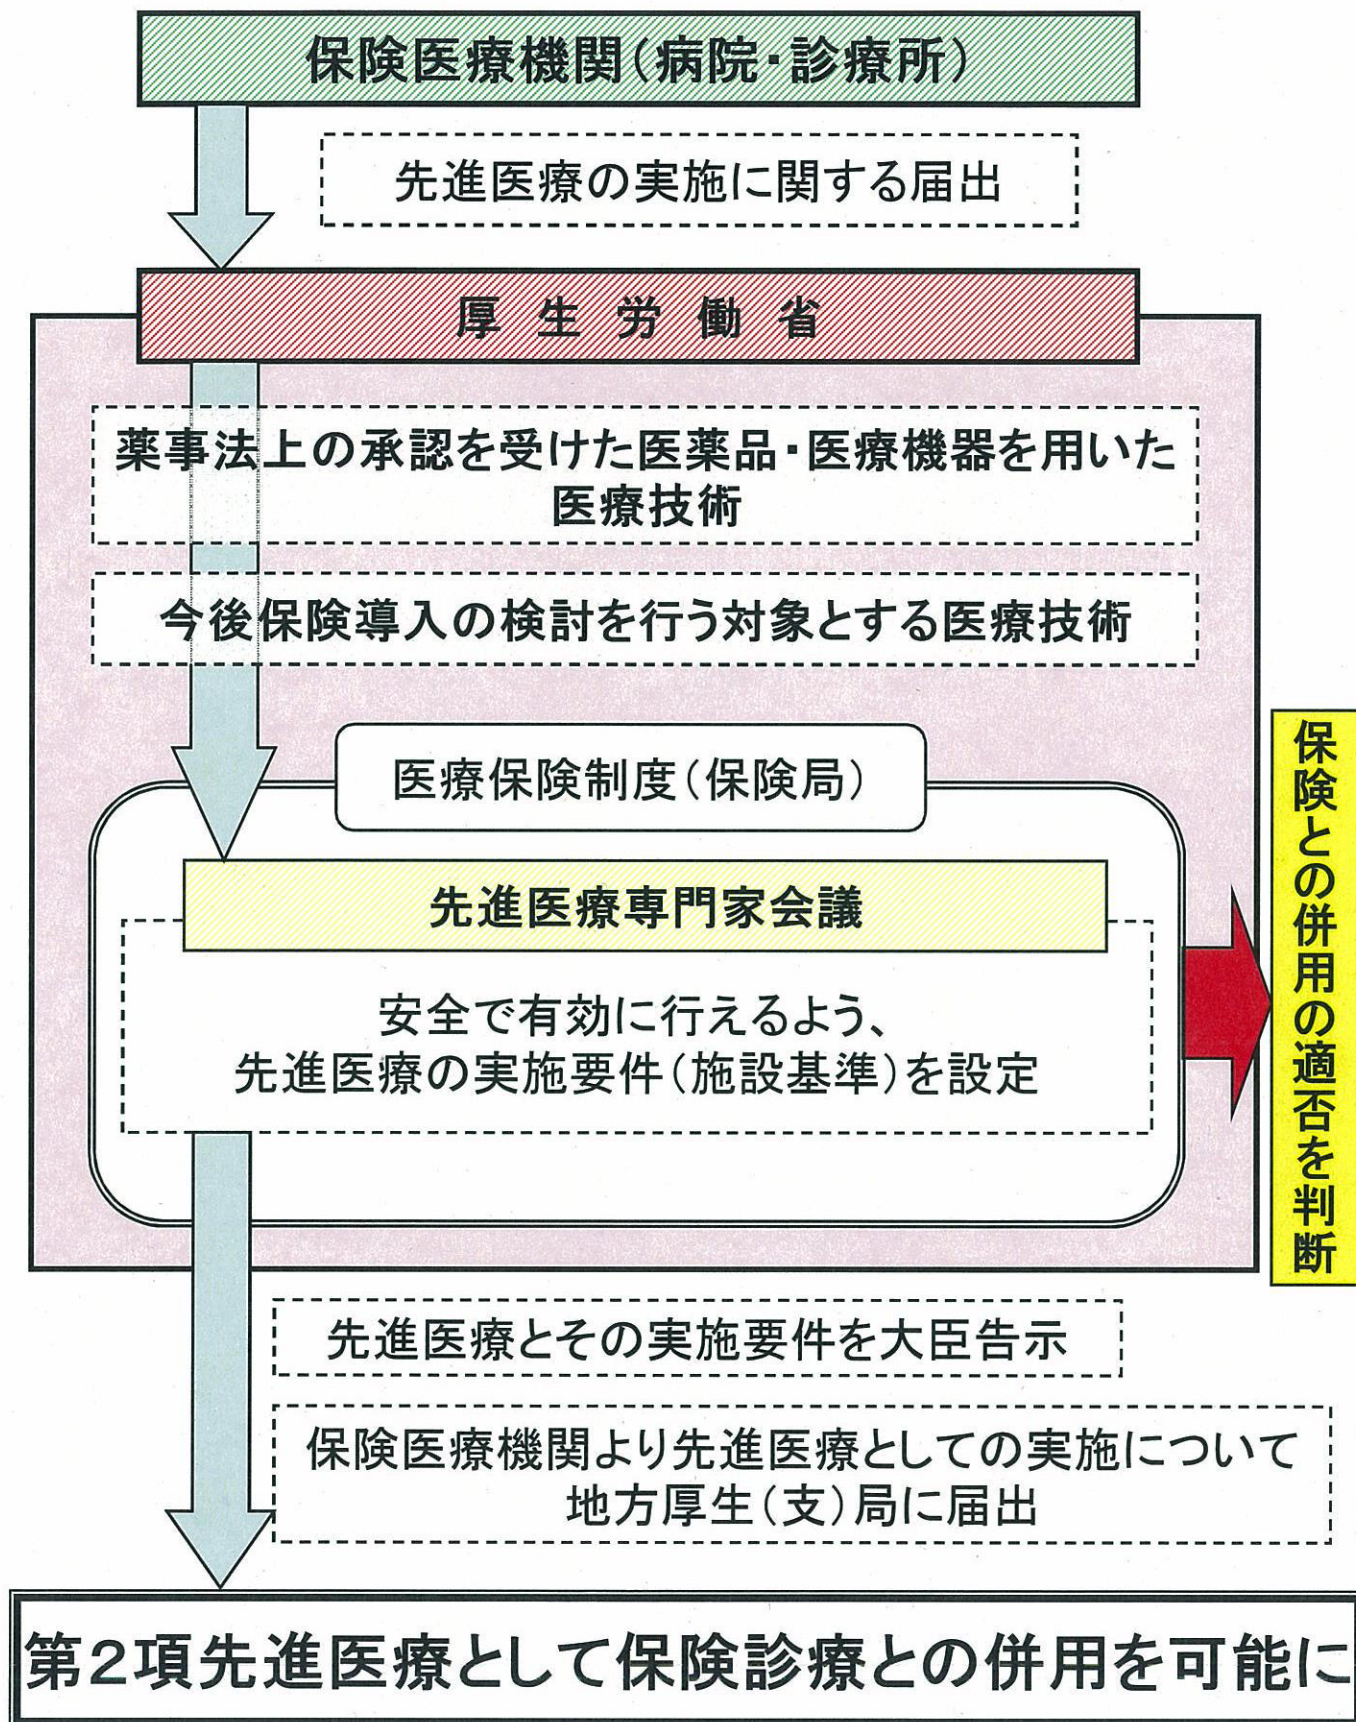 保険医療機関（病院・診療所）
先進医療の実施に関する届出
厚生労働省
薬事法上の承認を受けた医薬品・医療機器を用いた
医療技術
今後保険導入の検討を行う対象とする医療技術
医療保険制度（保険局）
先進医療専門家会議
安全で有効に行えるよう、
先進医療の実施要件（施設基準）を設定
保険との併用の適否を判断
先進医療とその実施要件を大臣告示
保険医療機関より先進医療としての実施について
地方厚生（支）局に届出
第２項先進医療として保険診療との併用を可能に